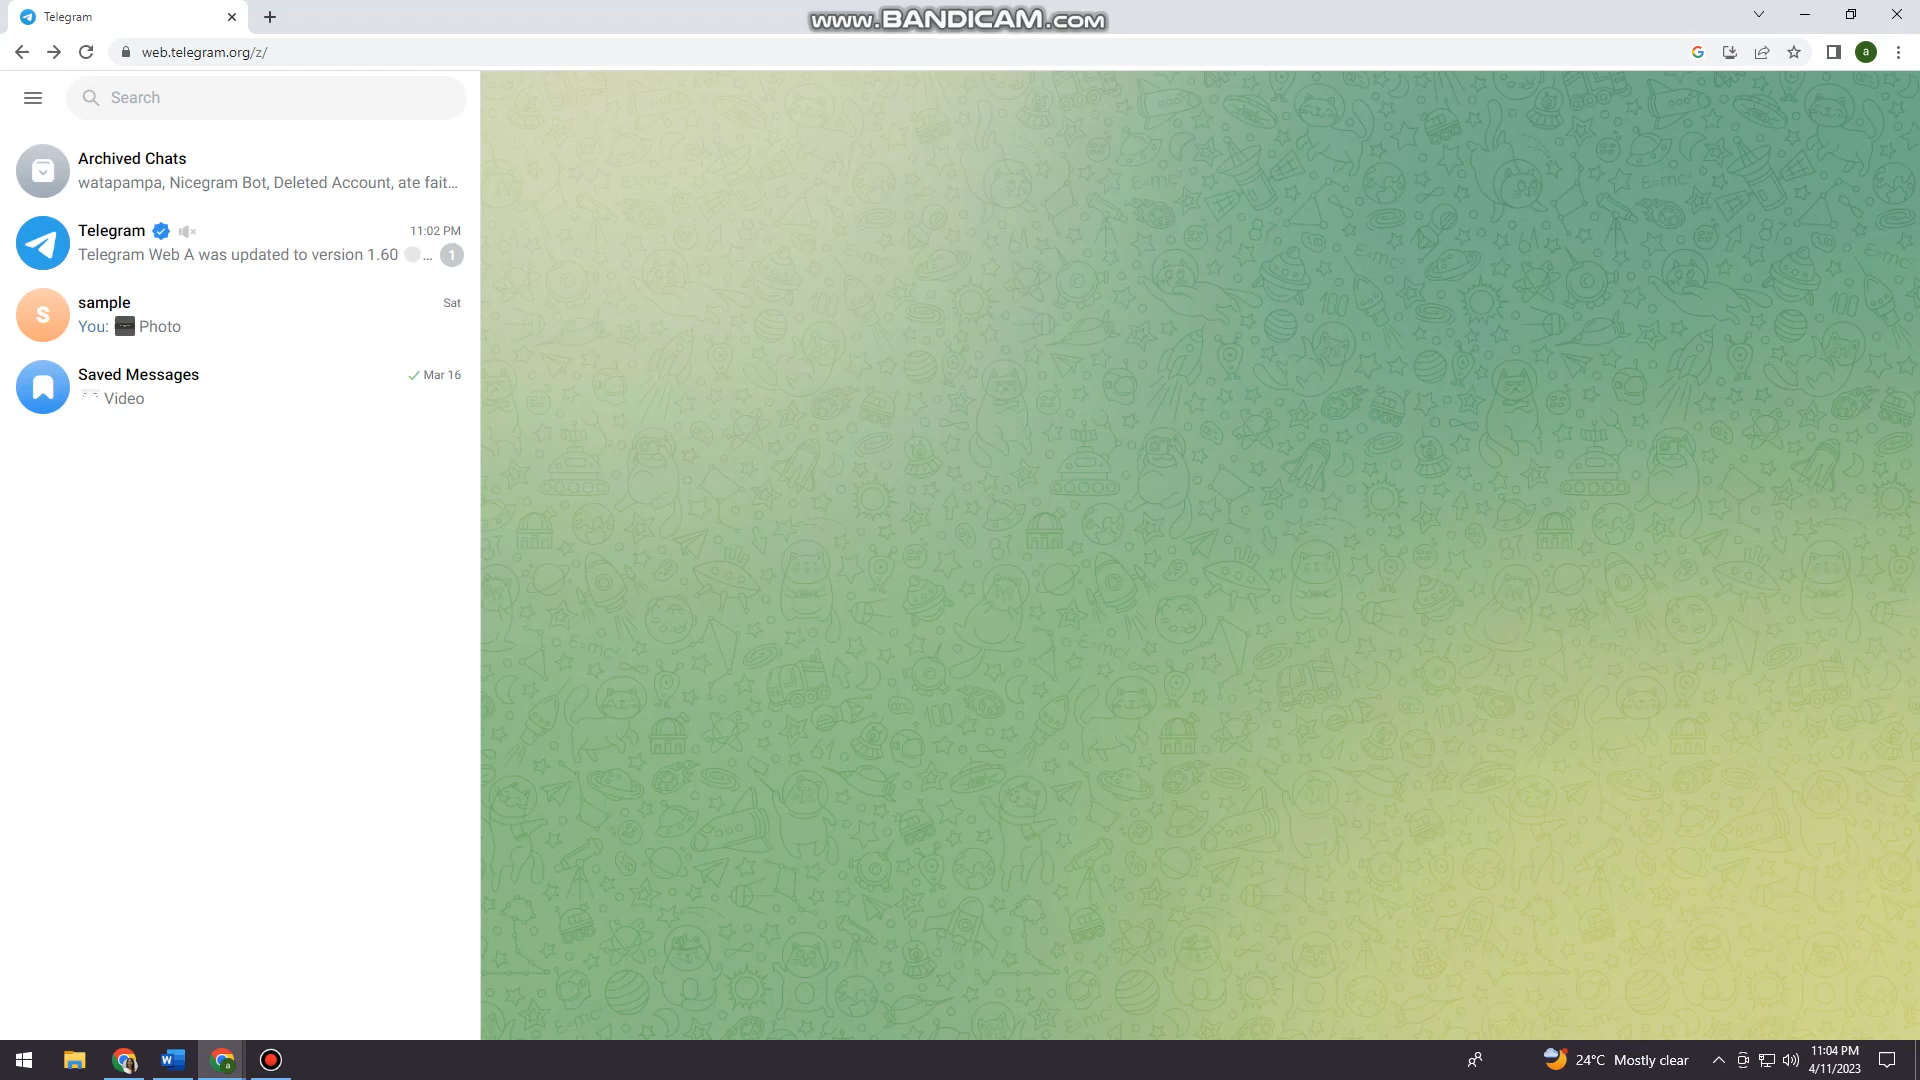 Telegram
www.BANDICAM.com
web.telegram.org/z/
a
Search
Archived Chats
watapampa, Nicegram Bot, Deleted Account, ate fait...
Telegram
11:02 PM
Telegram Web A was updated to version 1.60
...
1
S
sample
Sat
You: Photo
Saved Messages
Mar 16
Video
24°C Mostly clear
11:04 PM
4/11/2023